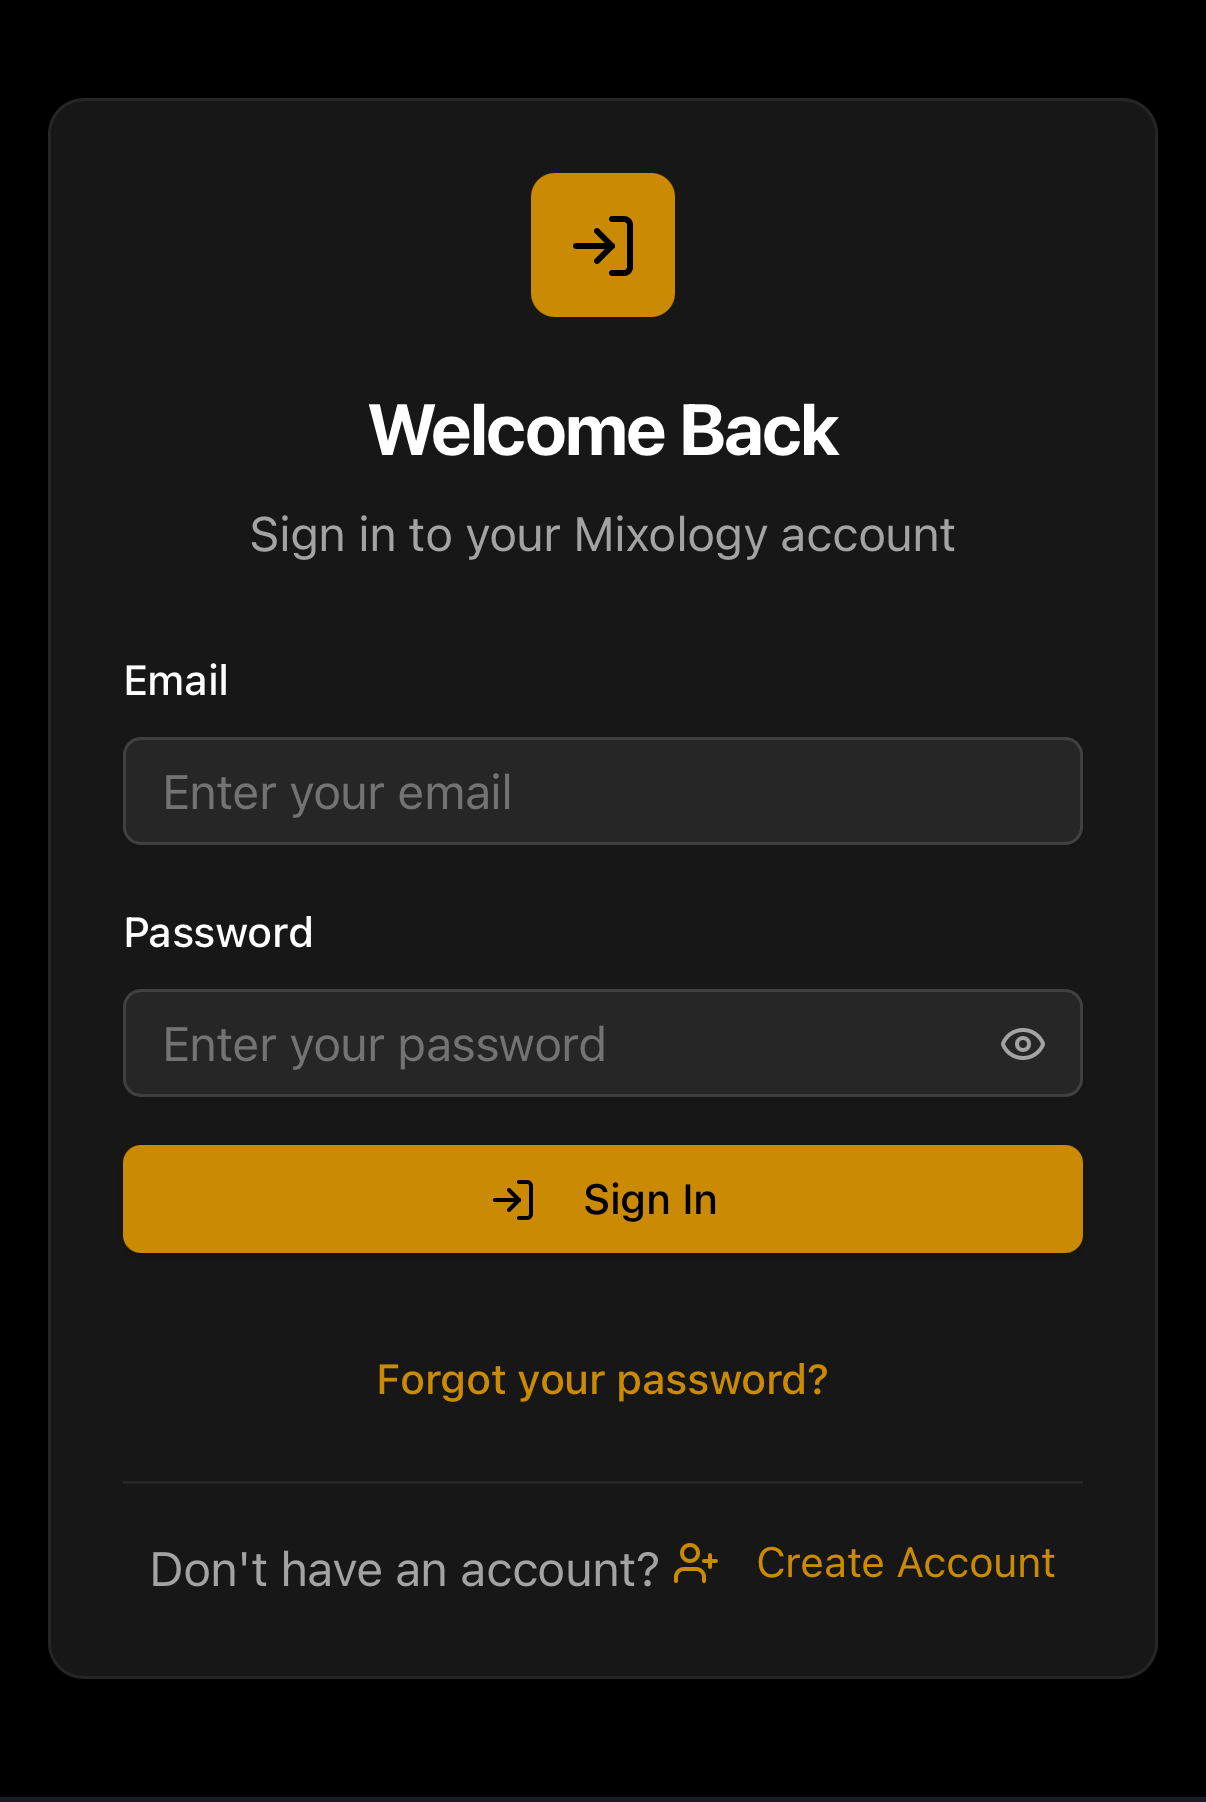 Welcome Back
Sign in to your Mixology account
Email
Enter your email
Password
Enter your password
Sign In
Forgot your password?
Don't have an account? Create Account